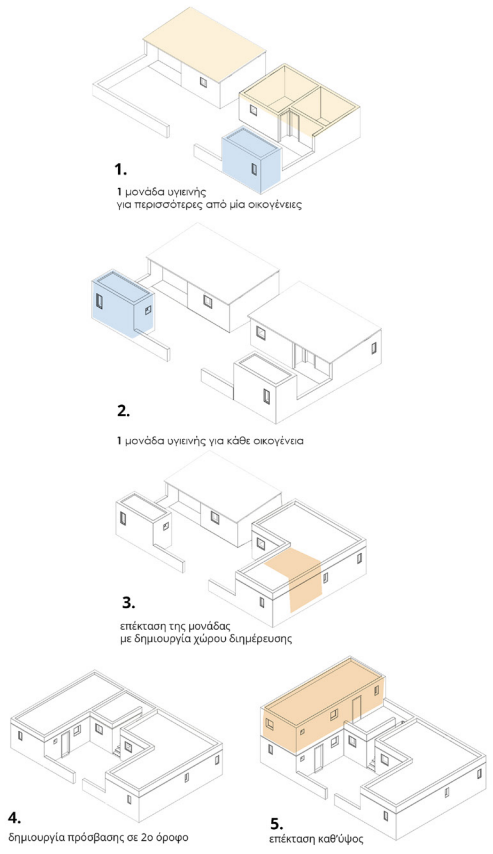 1.
1 μονάδα υγιεινής
για περισσότερες από μία οικογένειες
2.
1 μονάδα υγιεινής για κάθε οικογένεια
3.
επέκταση της μονάδας
με δημιουργία χώρου διημέρευσης
4.
δημιουργία πρόσβασης σε 2ο όροφο
5.
επέκταση καθ'ύψος